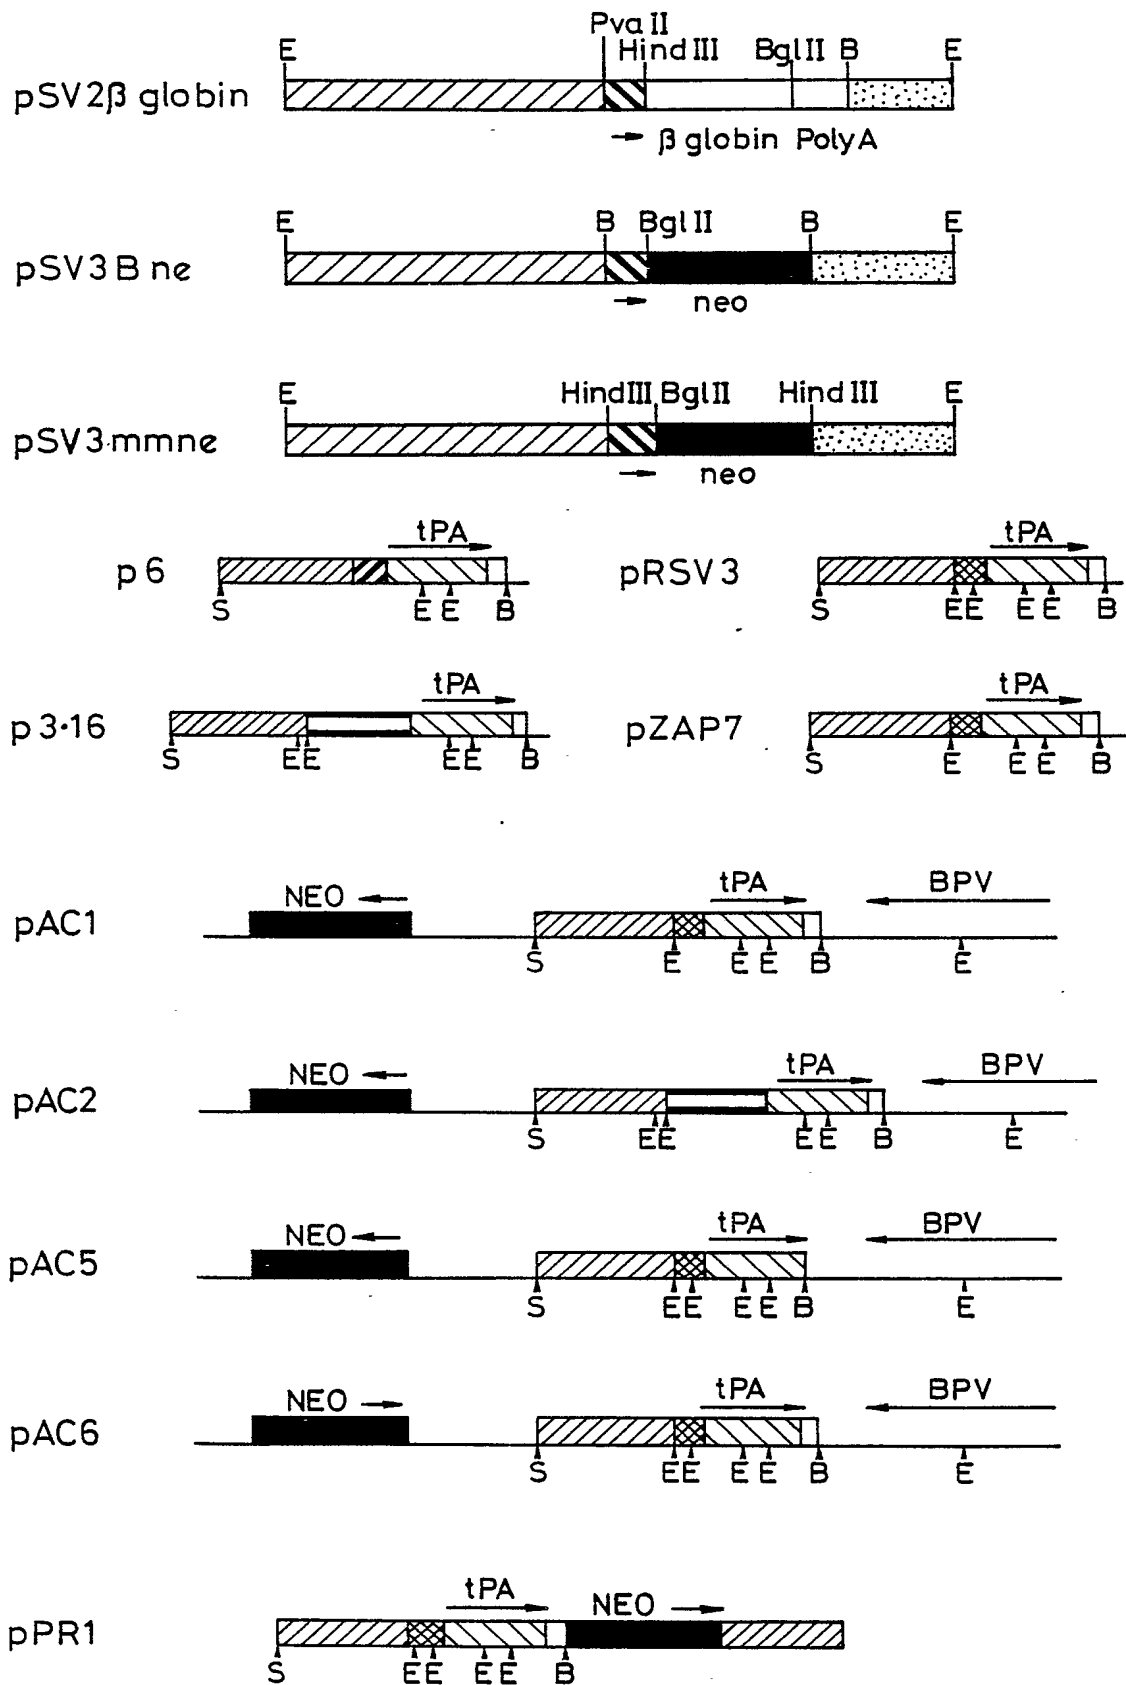 Pva II
E Hind III Bgl II B E
pSV2β globin
β globin PolyA
E B Bgl II B E
pSV3 B ne
neo
E Hind III Bgl II Hind III E
pSV3·mmne
neo
tPA tPA
p6 pRSV3
S E E B S E E E E B
tPA tPA
p3·16 pZAP7
S E E E E B S E E E B
NEO tPA BPV
pAC1
S E E E B E
NEO tPA BPV
pAC2
S E E E E B E
NEO tPA BPV
pAC5
S E E E E B E
NEO tPA BPV
pAC6
S E E E E B E
tPA NEO
pPR1
S E E E E B